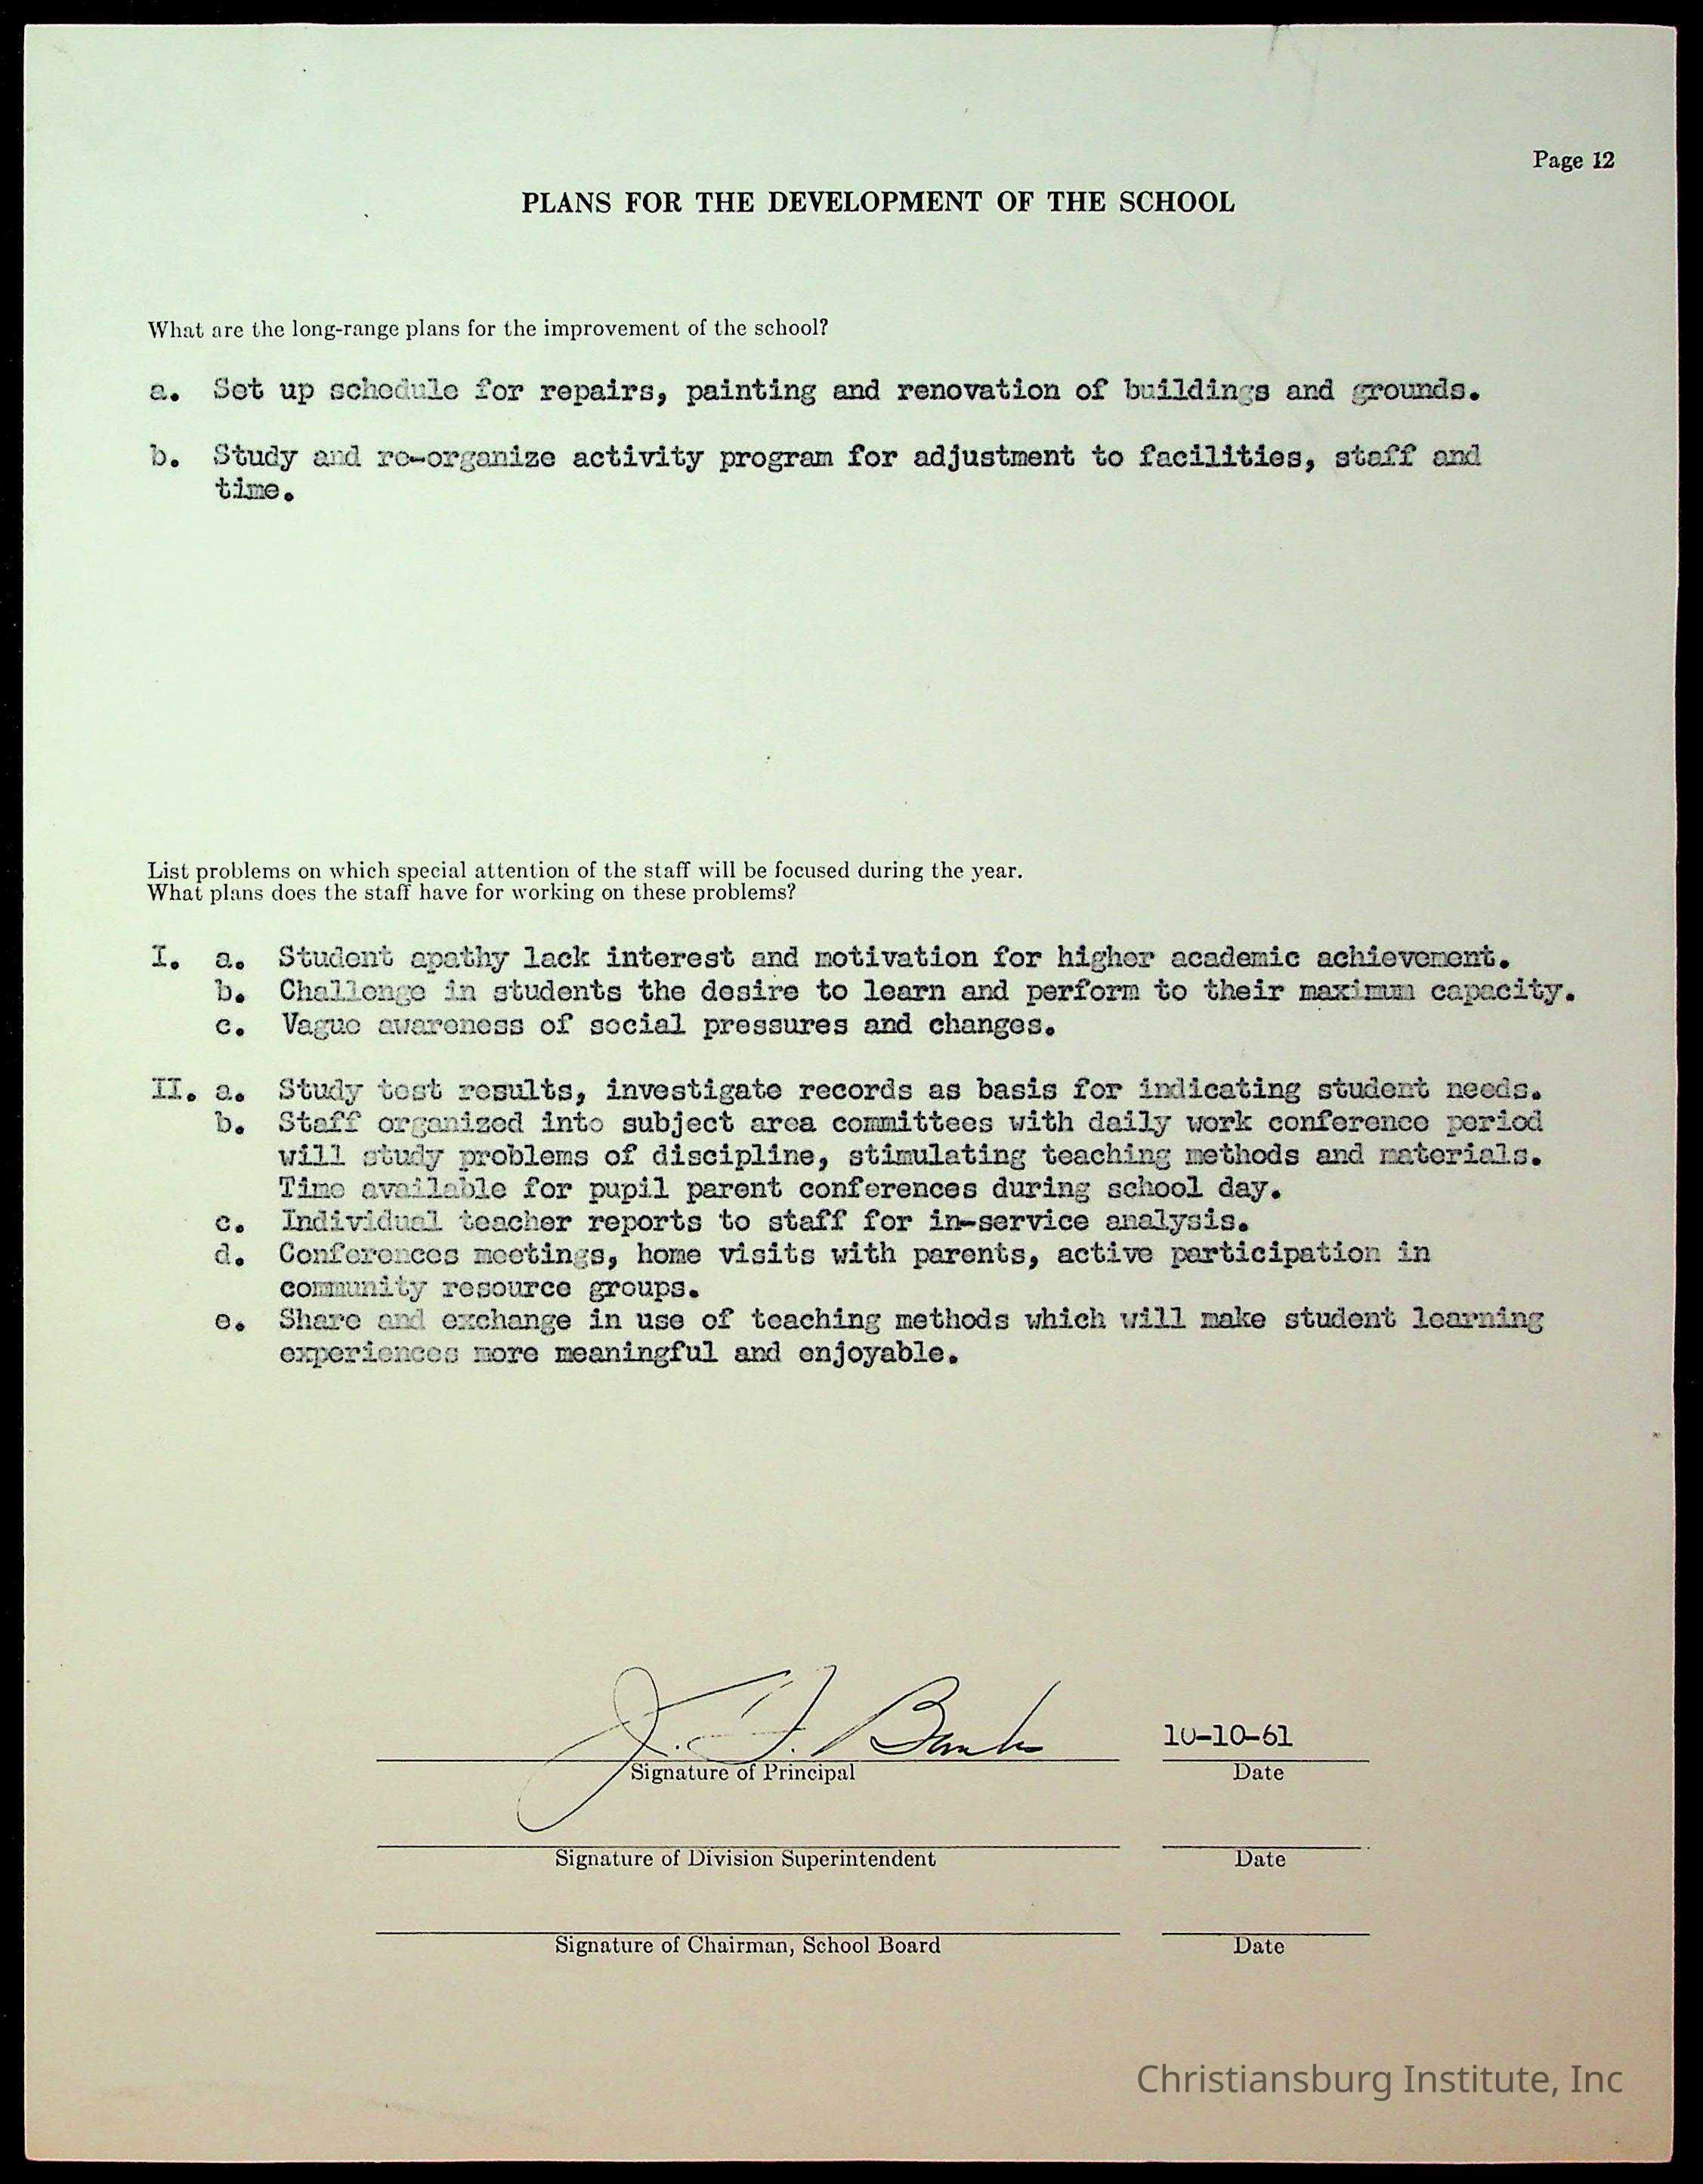 Page 12
PLANS FOR THE DEVELOPMENT OF THE SCHOOL
What are the long-range plans for the improvement of the school?
a. Set up schedule for repairs, painting and renovation of buildings and grounds.
b. Study and re-organize activity program for adjustment to facilities, staff and
time.
List problems on which special attention of the staff will be focused during the year.
What plans does the staff have for working on these problems?
I. a. Student apathy lack interest and motivation for higher academic achievement.
b. Challenge in students the desire to learn and perform to their maximum capacity.
c. Vague awareness of social pressures and changes.
II. a. Study test results, investigate records as basis for indicating student needs.
b. Staff organized into subject area committees with daily work conference period
will study problems of discipline, stimulating teaching methods and materials.
Time available for pupil parent conferences during school day.
c. Individual teacher reports to staff for in-service analysis.
d. Conferences meetings, home visits with parents, active participation in
community resource groups.
e. Share and exchange in use of teaching methods which will make student learning
experiences more meaningful and enjoyable.
Banks 10-10-61
Signature of Principal Date
Signature of Division Superintendent Date
Signature of Chairman, School Board Date
Christiansburg Institute, Inc